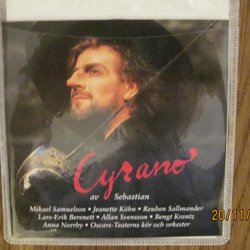 Cyrano
av Sebastian
Mikael Samuelson • Jeanette Köhn • Reuben Sallmander
Lars-Erik Berenett • Allan Svensson • Bengt Krantz
Anna Norrby • Oscars-Teaterns kör och orkester
20/11